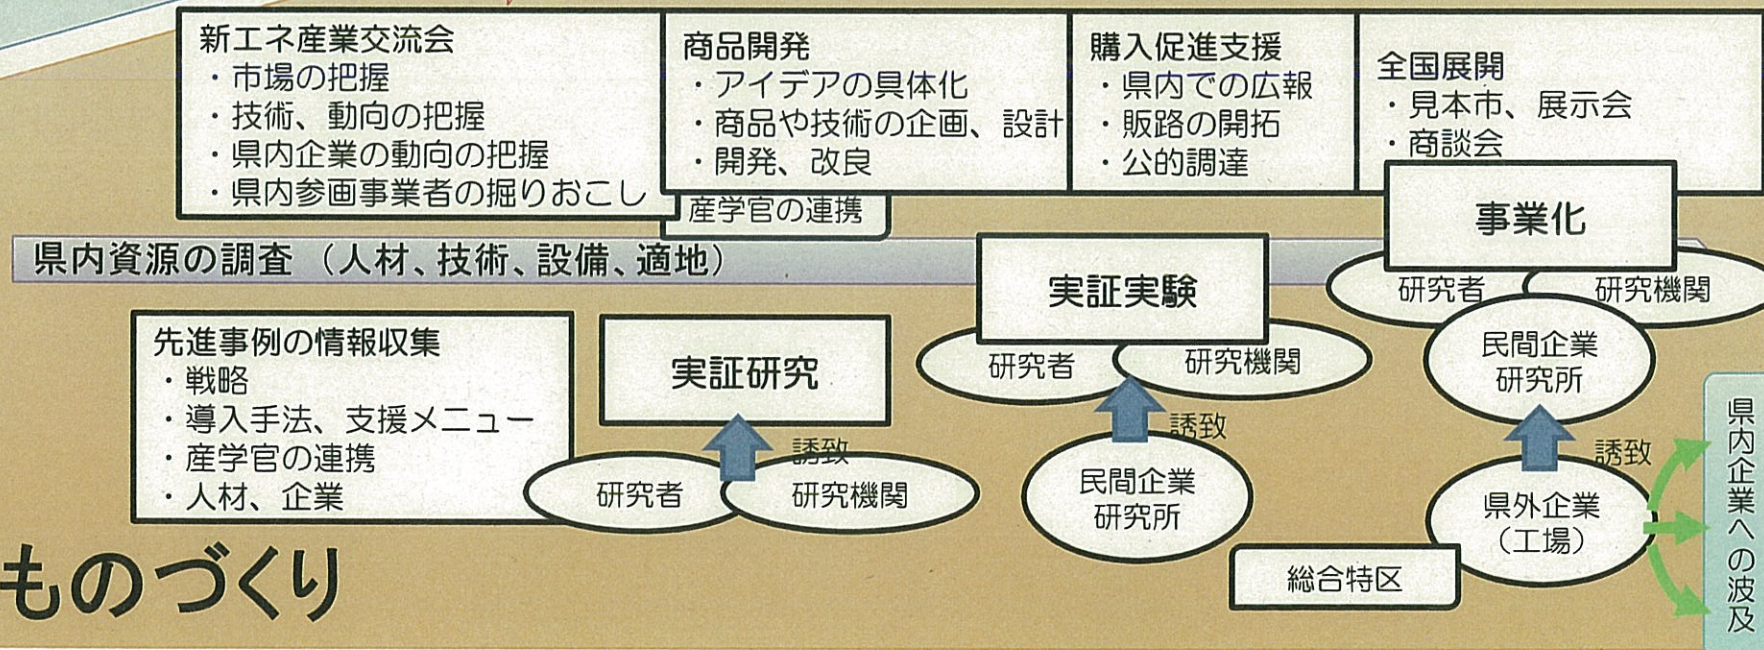 新エネ産業交流会
・市場の把握
・技術、動向の把握
・県内企業の動向の把握
・県内参画事業者の掘りおこし
商品開発
・アイデアの具体化
・商品や技術の企画、設計
・開発、改良
産学官の連携
購入促進支援
・県内での広報
・販路の開拓
・公的調達
全国展開
・見本市、展示会
・商談会
事業化
研究者
研究機関
民間企業
研究所
誘致
県外企業
（工場）
総合特区
県内企業への波及
県内資源の調査（人材、技術、設備、適地）
実証実験
研究者
研究機関
誘致
民間企業
研究所
先進事例の情報収集
・戦略
・導入手法、支援メニュー
・産学官の連携
・人材、企業
実証研究
誘致
研究者
研究機関
ものづくり